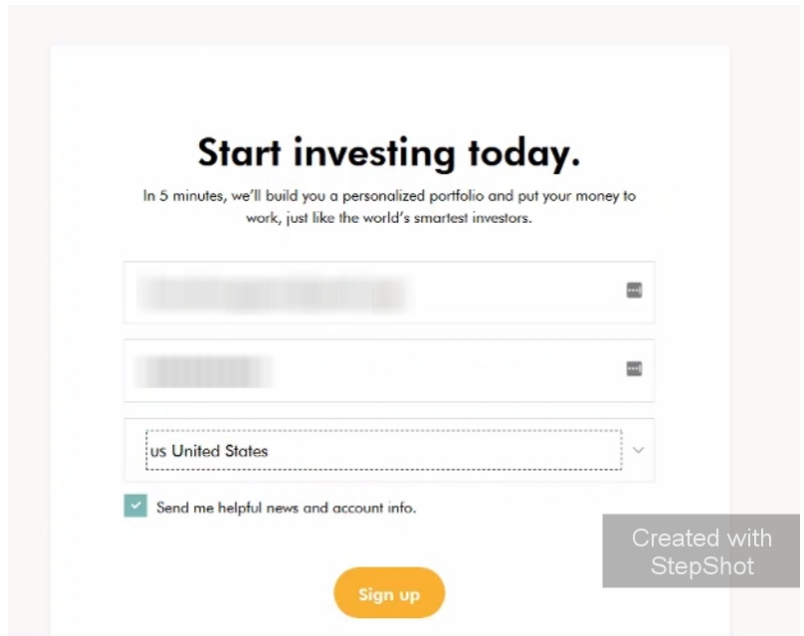 Start investing today.
In 5 minutes, we'll build you a personalized portfolio and put your money to
work, just like the world's smartest investors.
us United States
Send me helpful news and account info.
Sign up
Created with
StepShot